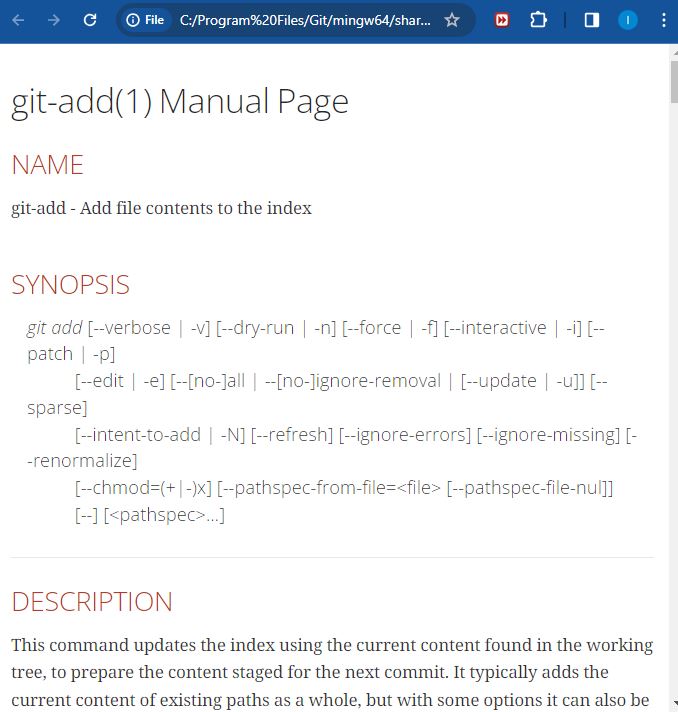 File C:/Program%20Files/Git/mingw64/shar...
I
git-add(1) Manual Page
NAME
git-add - Add file contents to the index
SYNOPSIS
git add [--verbose | -v] [--dry-run | -n] [--force | -f] [--interactive | -i] [--
patch | -p]
[--edit | -e] [--[no-]all | --[no-]ignore-removal | [--update | -u]] [--
sparse]
[--intent-to-add | -N] [--refresh] [--ignore-errors] [--ignore-missing] [-
-renormalize]
[--chmod=(+|-)x] [--pathspec-from-file=<file> [--pathspec-file-nul]]
[--] [<pathspec>...]
DESCRIPTION
This command updates the index using the current content found in the working
tree, to prepare the content staged for the next commit. It typically adds the
current content of existing paths as a whole, but with some options it can also be